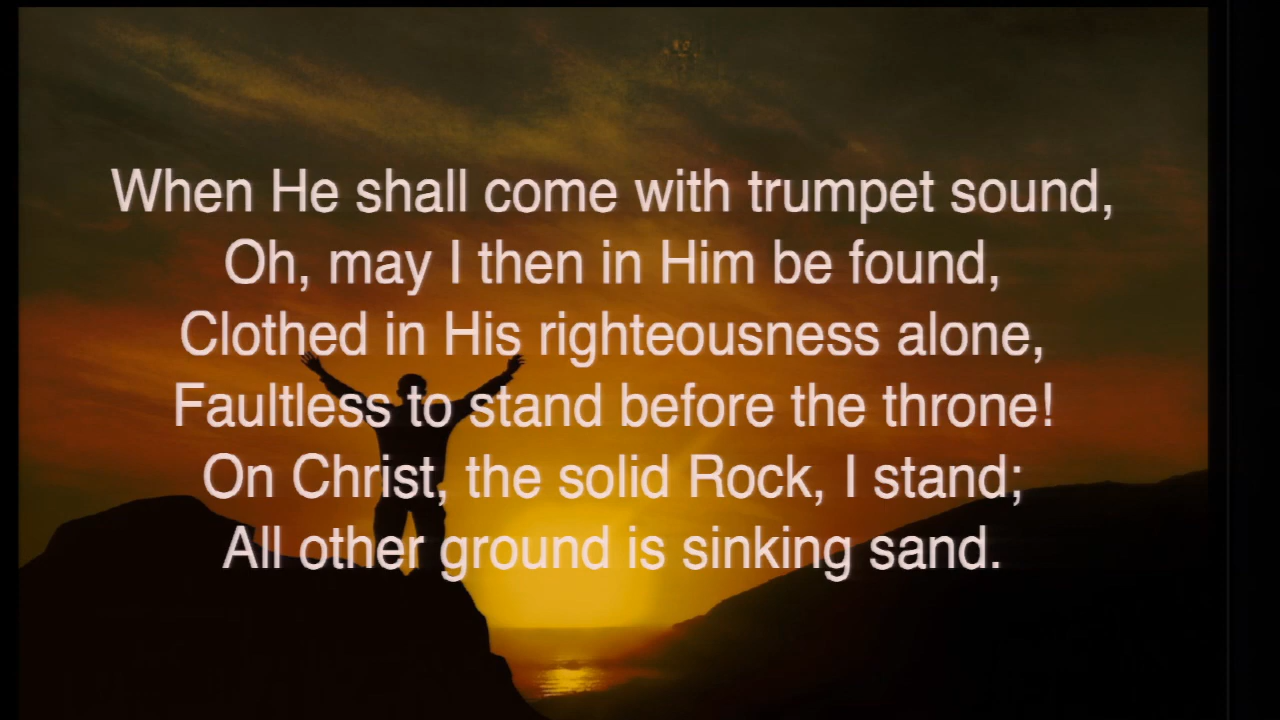 When He shall come with trumpet sound,
Oh, may I then in Him be found,
Clothed in His righteousness alone,
Faultless to stand before the throne!
On Christ, the solid Rock, I stand;
All other ground is sinking sand.